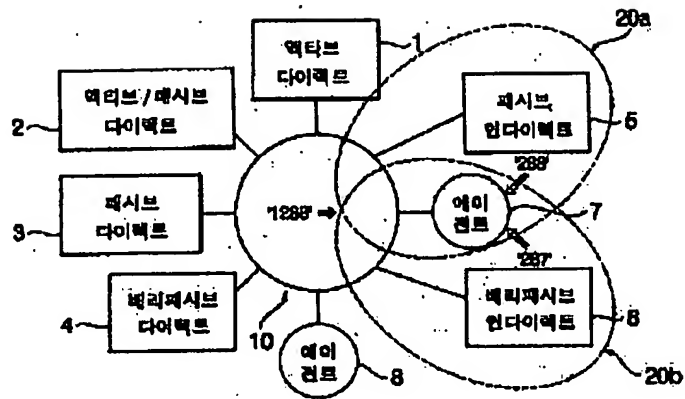 1
20a
액티브
다이렉트
액티브 / 패시브
다이렉트
2
패시브
인다이렉트
5
'288'
에이
전트
7
'1288'
패시브
다이렉트
3
'287'
베리패시브
다이렉트
4
베리패시브
인다이렉트
6
10
에이
전트
8
20b